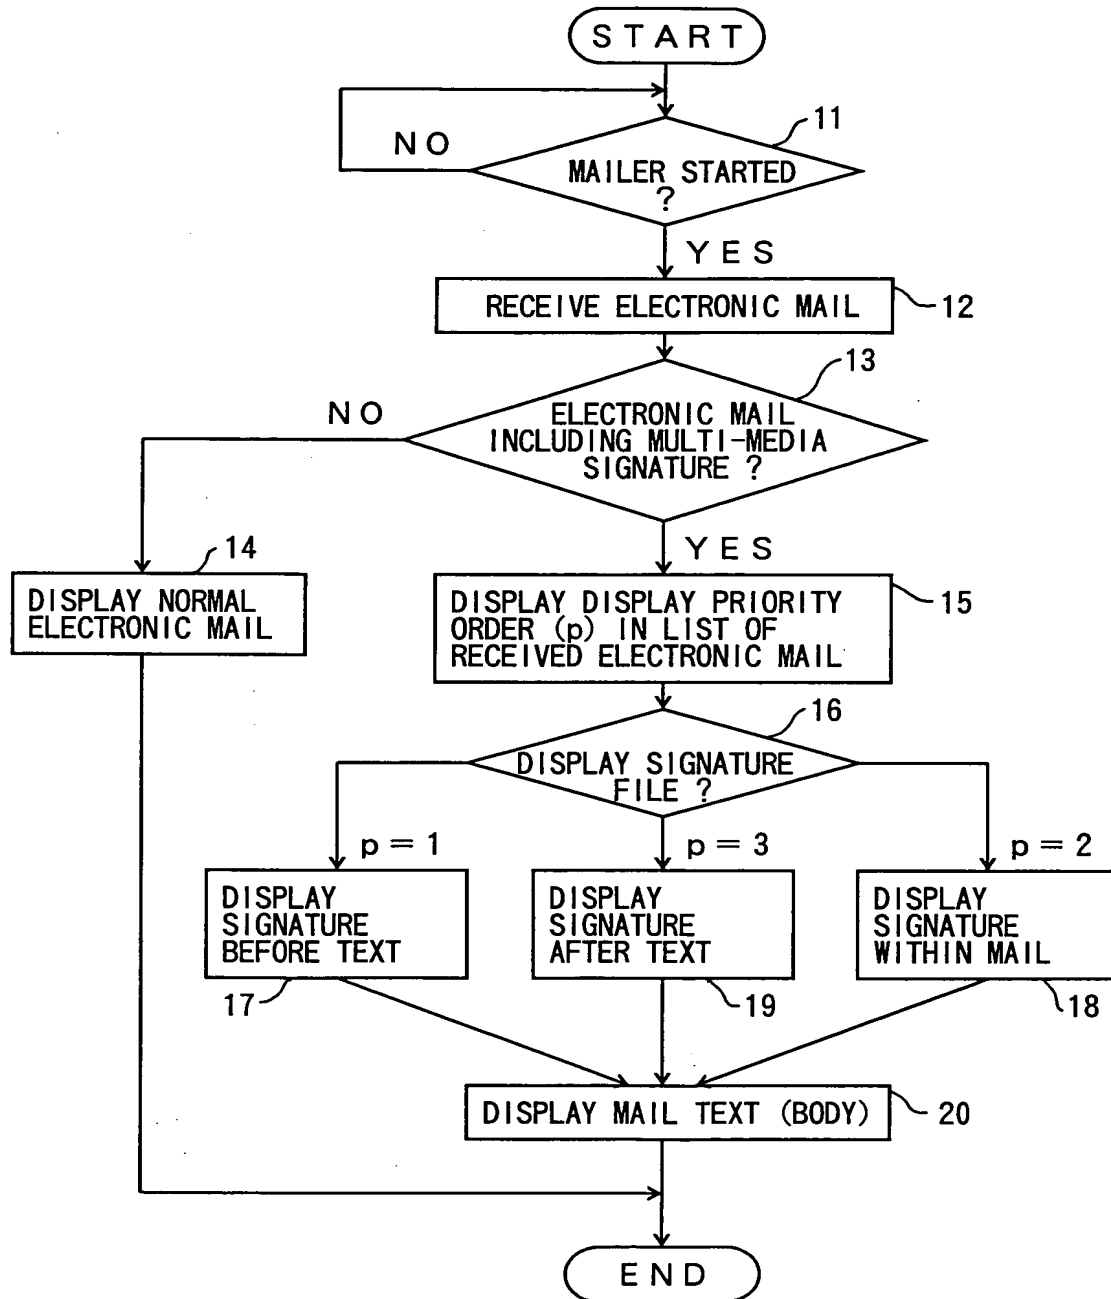 START
11
NO
MAILER STARTED
?
YES
RECEIVE ELECTRONIC MAIL
12
13
NO
ELECTRONIC MAIL
INCLUDING MULTI-MEDIA
SIGNATURE ?
YES
14
DISPLAY NORMAL
ELECTRONIC MAIL
DISPLAY DISPLAY PRIORITY
ORDER (p) IN LIST OF
RECEIVED ELECTRONIC MAIL
15
16
DISPLAY SIGNATURE
FILE ?
p = 1
p = 3
p = 2
DISPLAY
SIGNATURE
BEFORE TEXT
DISPLAY
SIGNATURE
AFTER TEXT
DISPLAY
SIGNATURE
WITHIN MAIL
17
19
18
DISPLAY MAIL TEXT (BODY)
20
END